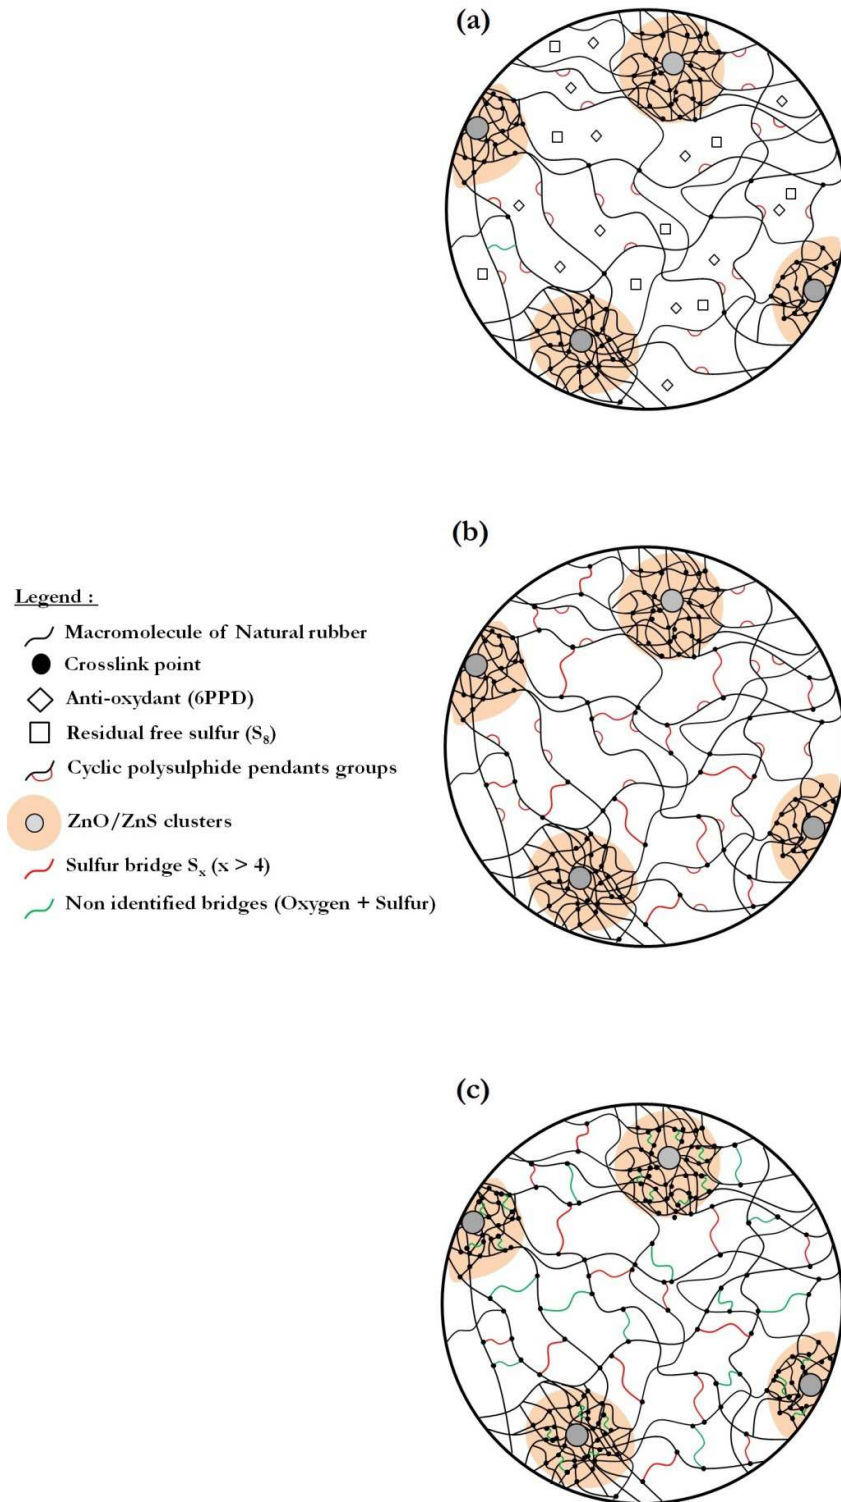 (a)
(b)
Legend :
Macromolecule of Natural rubber
Crosslink point
Anti-oxydant (6PPD)
Residual free sulfur (S₈)
Cyclic polysulphide pendants groups
ZnO/ZnS clusters
Sulfur bridge Sₓ (x > 4)
Non identified bridges (Oxygen + Sulfur)
(c)